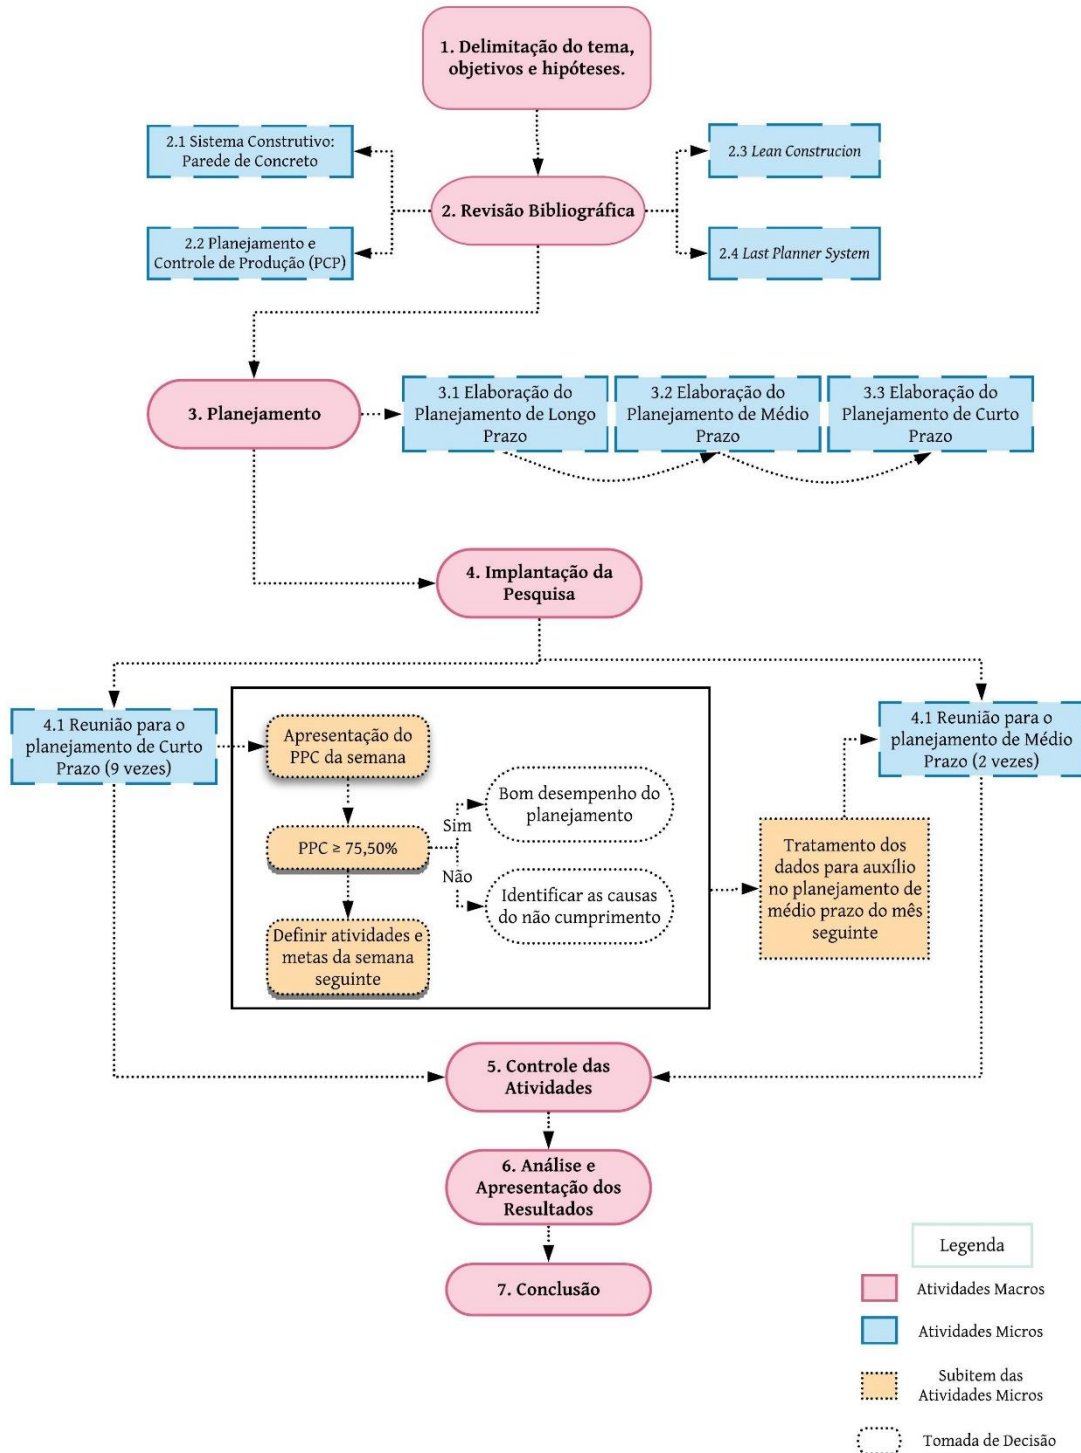 1. Delimitação do tema,
objetivos e hipóteses.
2.1 Sistema Construtivo:
Parede de Concreto
2.3 Lean Construcion
2. Revisão Bibliográfica
2.2 Planejamento e
Controle de Produção (PCP)
2.4 Last Planner System
3. Planejamento
3.1 Elaboração do
Planejamento de Longo
Prazo
3.2 Elaboração do
Planejamento de Médio
Prazo
3.3 Elaboração do
Planejamento de Curto
Prazo
4. Implantação da
Pesquisa
4.1 Reunião para o
planejamento de Curto
Prazo (9 vezes)
Apresentação do
PPC da semana
PPC ≥ 75,50%
Sim
Não
Bom desempenho do
planejamento
Identificar as causas
do não cumprimento
Definir atividades e
metas da semana
seguinte
4.1 Reunião para o
planejamento de Médio
Prazo (2 vezes)
Tratamento dos
dados para auxílio
no planejamento de
médio prazo do mês
seguinte
5. Controle das
Atividades
6. Análise e
Apresentação dos
Resultados
7. Conclusão
Legenda
Atividades Macros
Atividades Micros
Subitem das
Atividades Micros
Tomada de Decisão